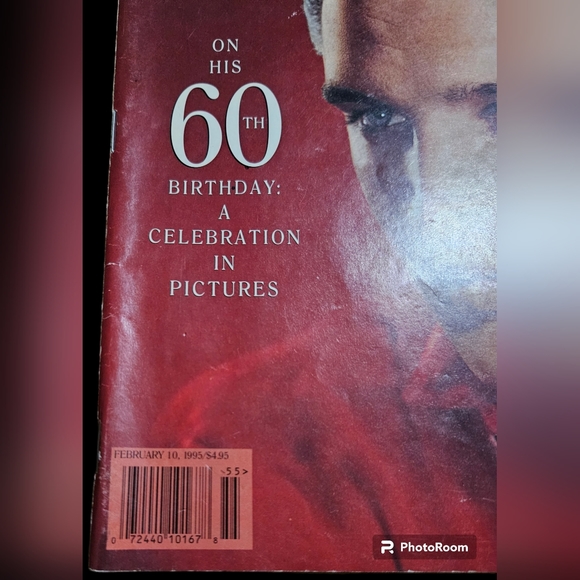 ON
HIS
60TH
BIRTHDAY:
A
CELEBRATION
IN
PICTURES
FEBRUARY 10, 1995/$4.95
55>
0 72440 10167 8
PhotoRoom